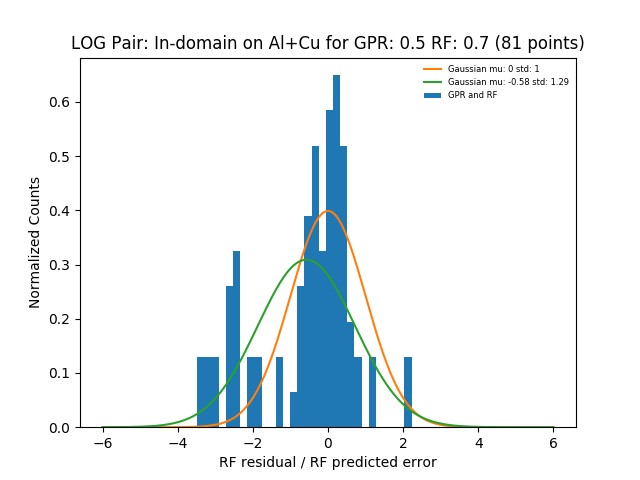 LOG Pair: In-domain on Al+Cu for GPR: 0.5 RF: 0.7 (81 points)
Gaussian mu: 0 std: 1
Gaussian mu: -0.58 std: 1.29
GPR and RF
Normalized Counts
0.6
0.5
0.4
0.3
0.2
0.1
0.0
−6 −4 −2 0 2 4 6
RF residual / RF predicted error